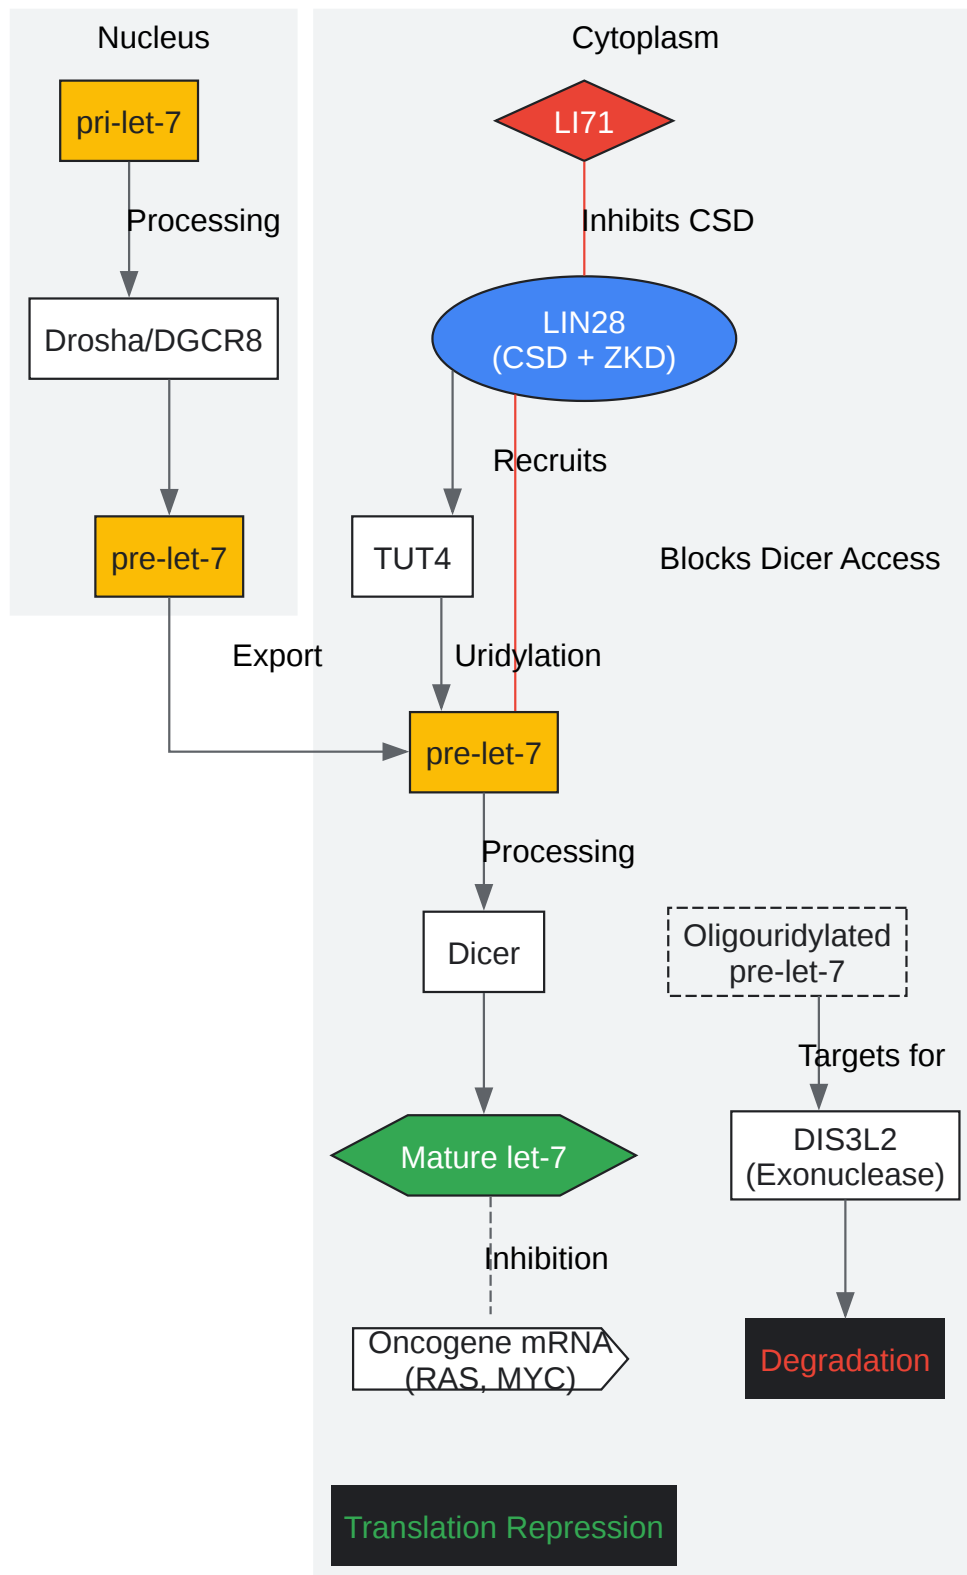 Nucleus
Cytoplasm
pri-let-7
LI71
Processing
Inhibits CSD
Drosha/DGCR8
LIN28
(CSD + ZKD)
Recruits
pre-let-7
TUT4
Blocks Dicer Access
Export
Uridylation
pre-let-7
Processing
Dicer
Oligouridylated
pre-let-7
Targets for
Mature let-7
DIS3L2
(Exonuclease)
Inhibition
Oncogene mRNA
(RAS, MYC)
Degradation
Translation Repression